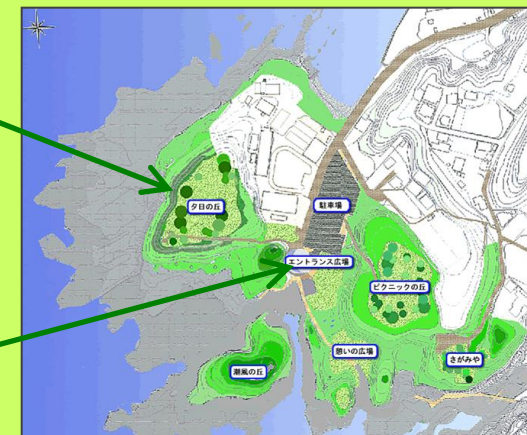 夕日の丘
駐車場
エントランス広場
ピクニックの丘
憩いの広場
きがみや
潮風の丘